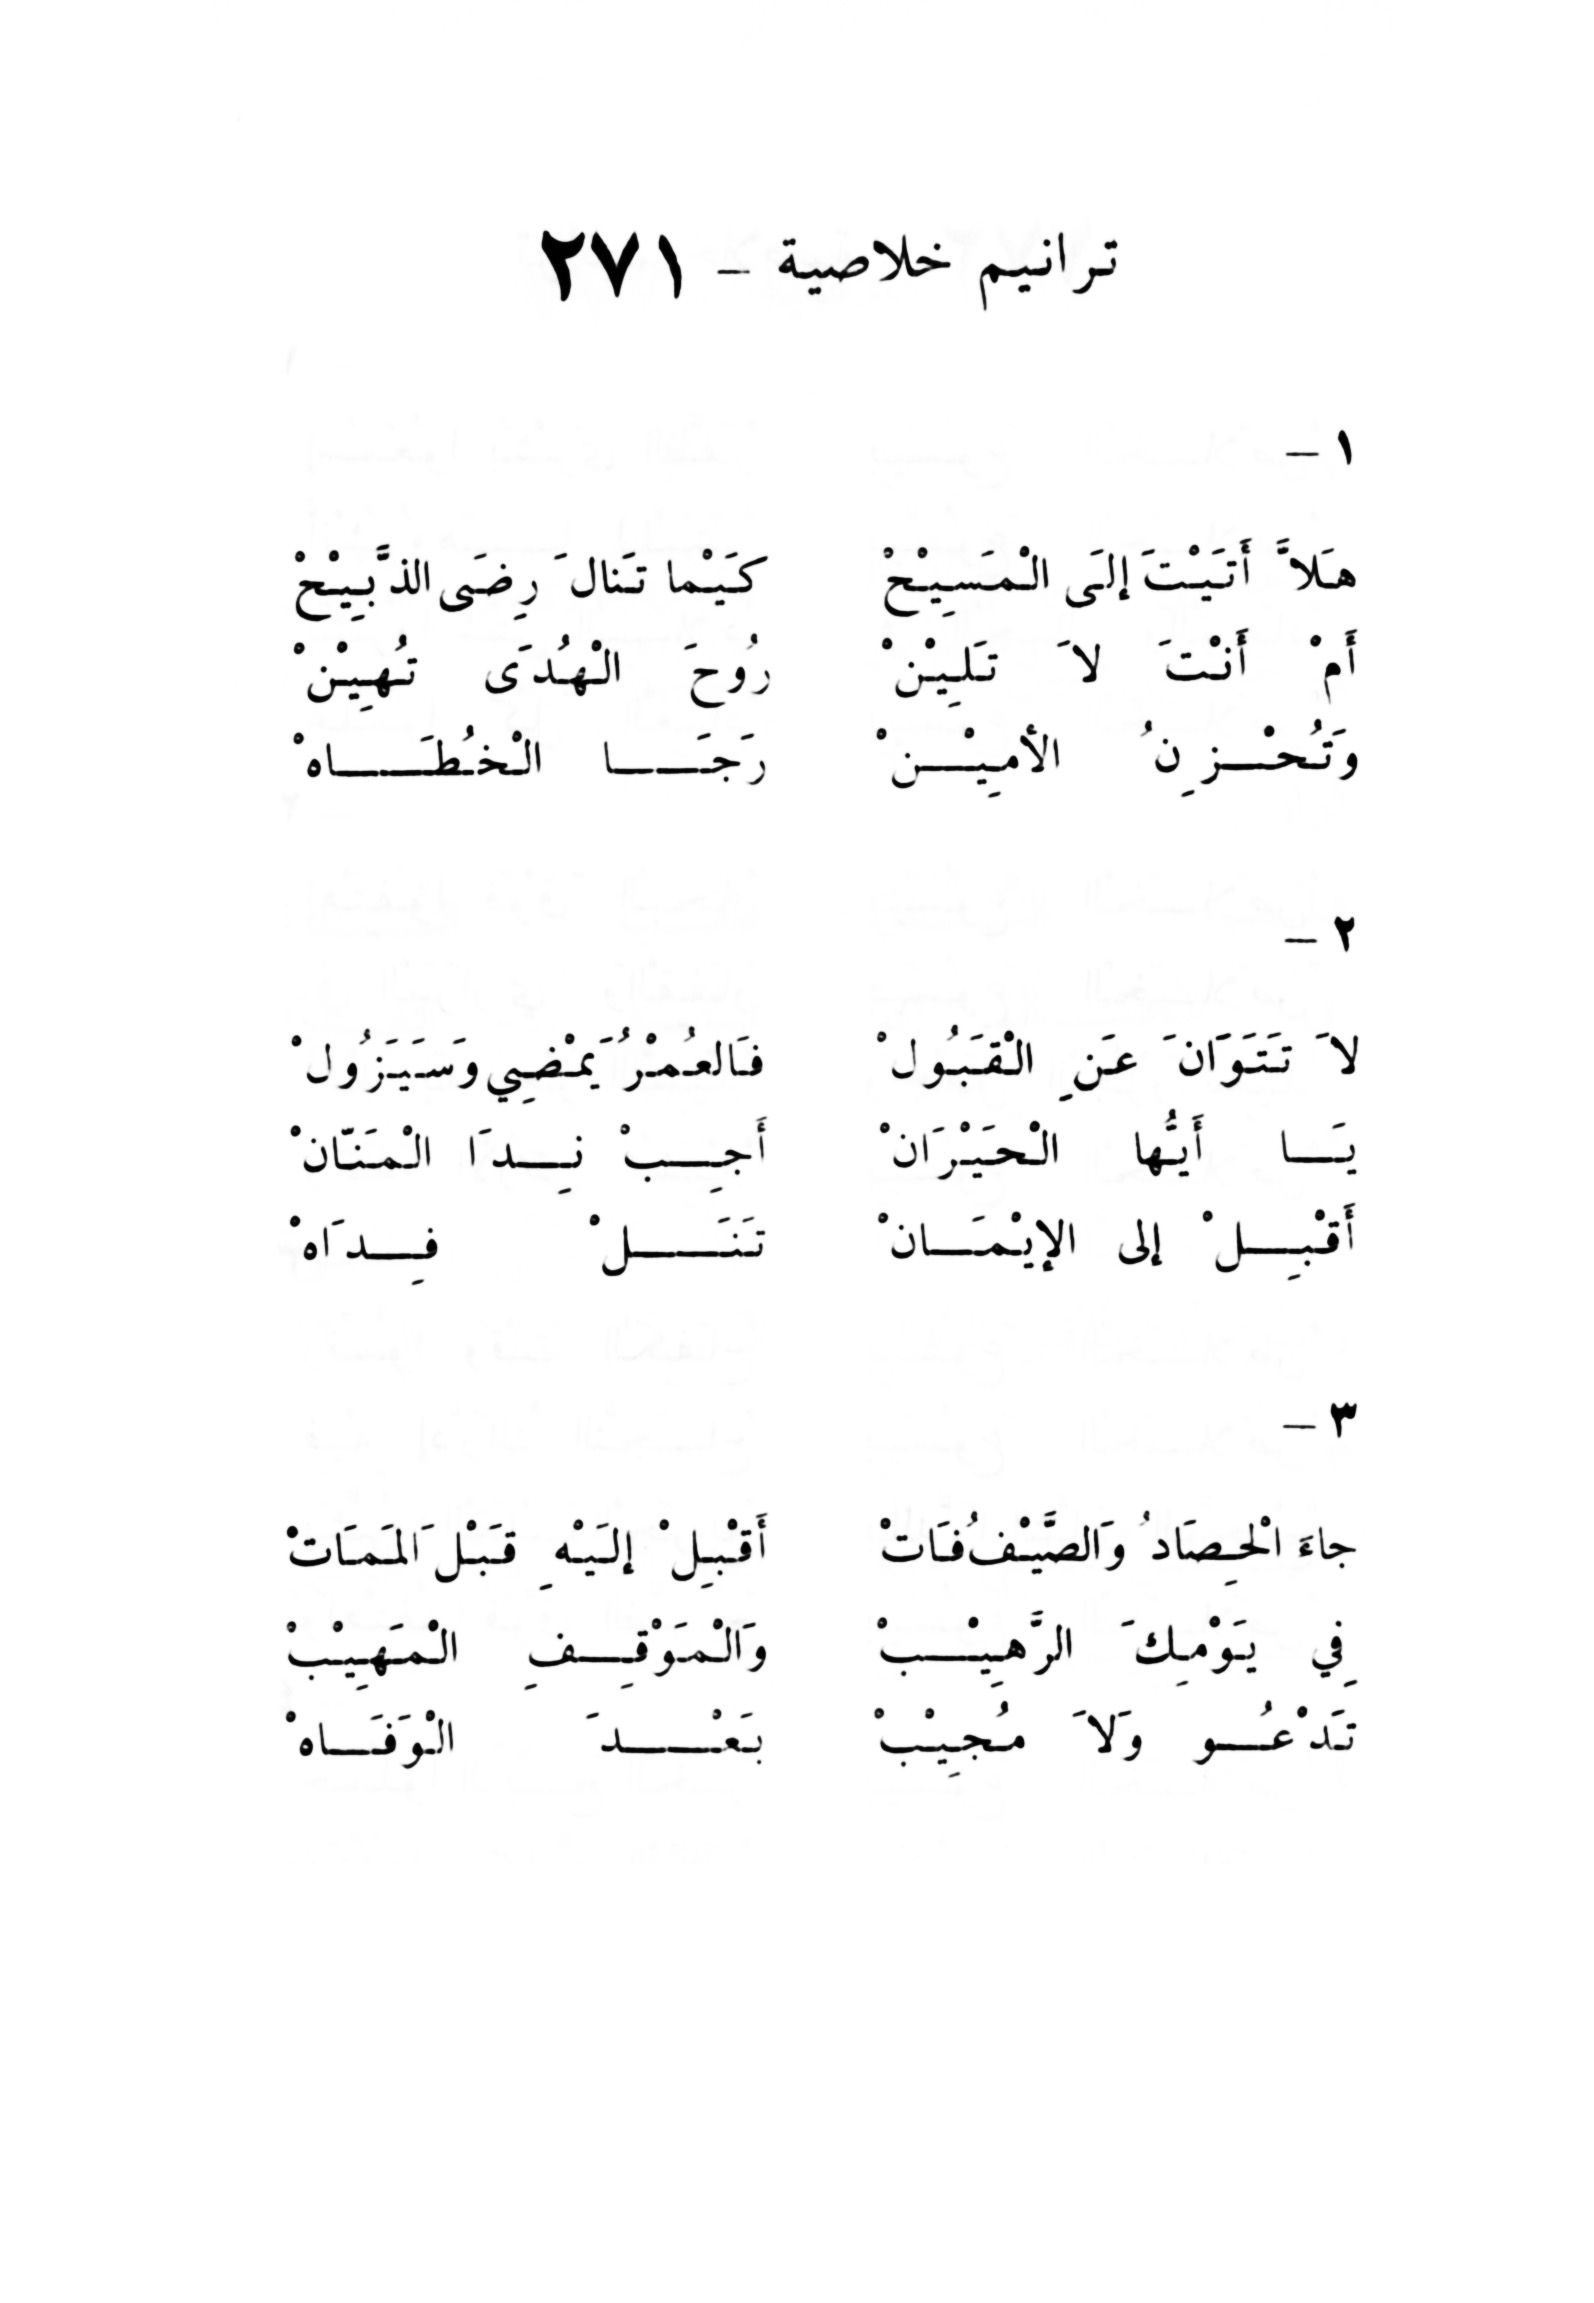 ترانيم خلاصية - ٢٧١
١ -
هَلاَّ أَتَيْتَ إلَى الْمَسِيْحْ كَيْما تَنالَ رِضَى الذَّبِيْحْ
أَمْ أَنْتَ لاَ تَلِيْنْ رُوحَ الْهُدَى تُهِيْنْ
وَتُحْزِنُ الأمِيْنْ رَجَا الْخُطَاهْ
٢ -
لاَ تَتَوَانَ عَنِ الْقَبُولْ فَالعُمْرُ يَمْضِي وَسَيَزُولْ
يَا أَيُّها الْحَيْرَانْ أَجِبْ نِدَا الْمَنّانْ
أَقْبِلْ إلى الإيْمَانْ تَنَلْ فِدَاهْ
٣ -
جاءَ الْحِصَادُ وَالصَّيْفُ فَاتْ أَقْبِلْ إلَيْهِ قَبْلَ المَمَاتْ
فِي يَوْمِكَ الرَّهِيْبْ وَالْمَوْقِفِ الْمَهِيْبْ
تَدْعُو وَلاَ مُجِيْبْ بَعْدَ الْوَفَاهْ